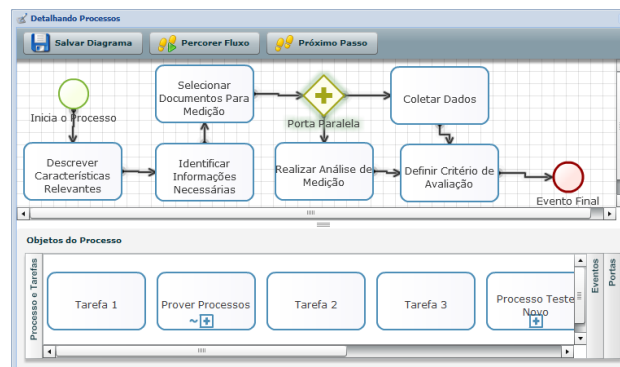 Detalhando Processos
Salvar Diagrama
Percorer Fluxo
Próximo Passo
Inicia o Processo
Selecionar
Documentos Para
Medição
Porta Paralela
Coletar Dados
Descrever
Características
Relevantes
Identificar
Informações
Necessárias
Realizar Análise de
Medição
Definir Critério de
Avaliação
Evento Final
Objetos do Processo
Processo e Tarefas
Tarefa 1
Prover Processos
Tarefa 2
Tarefa 3
Processo Teste
Novo
Eventos
Portas